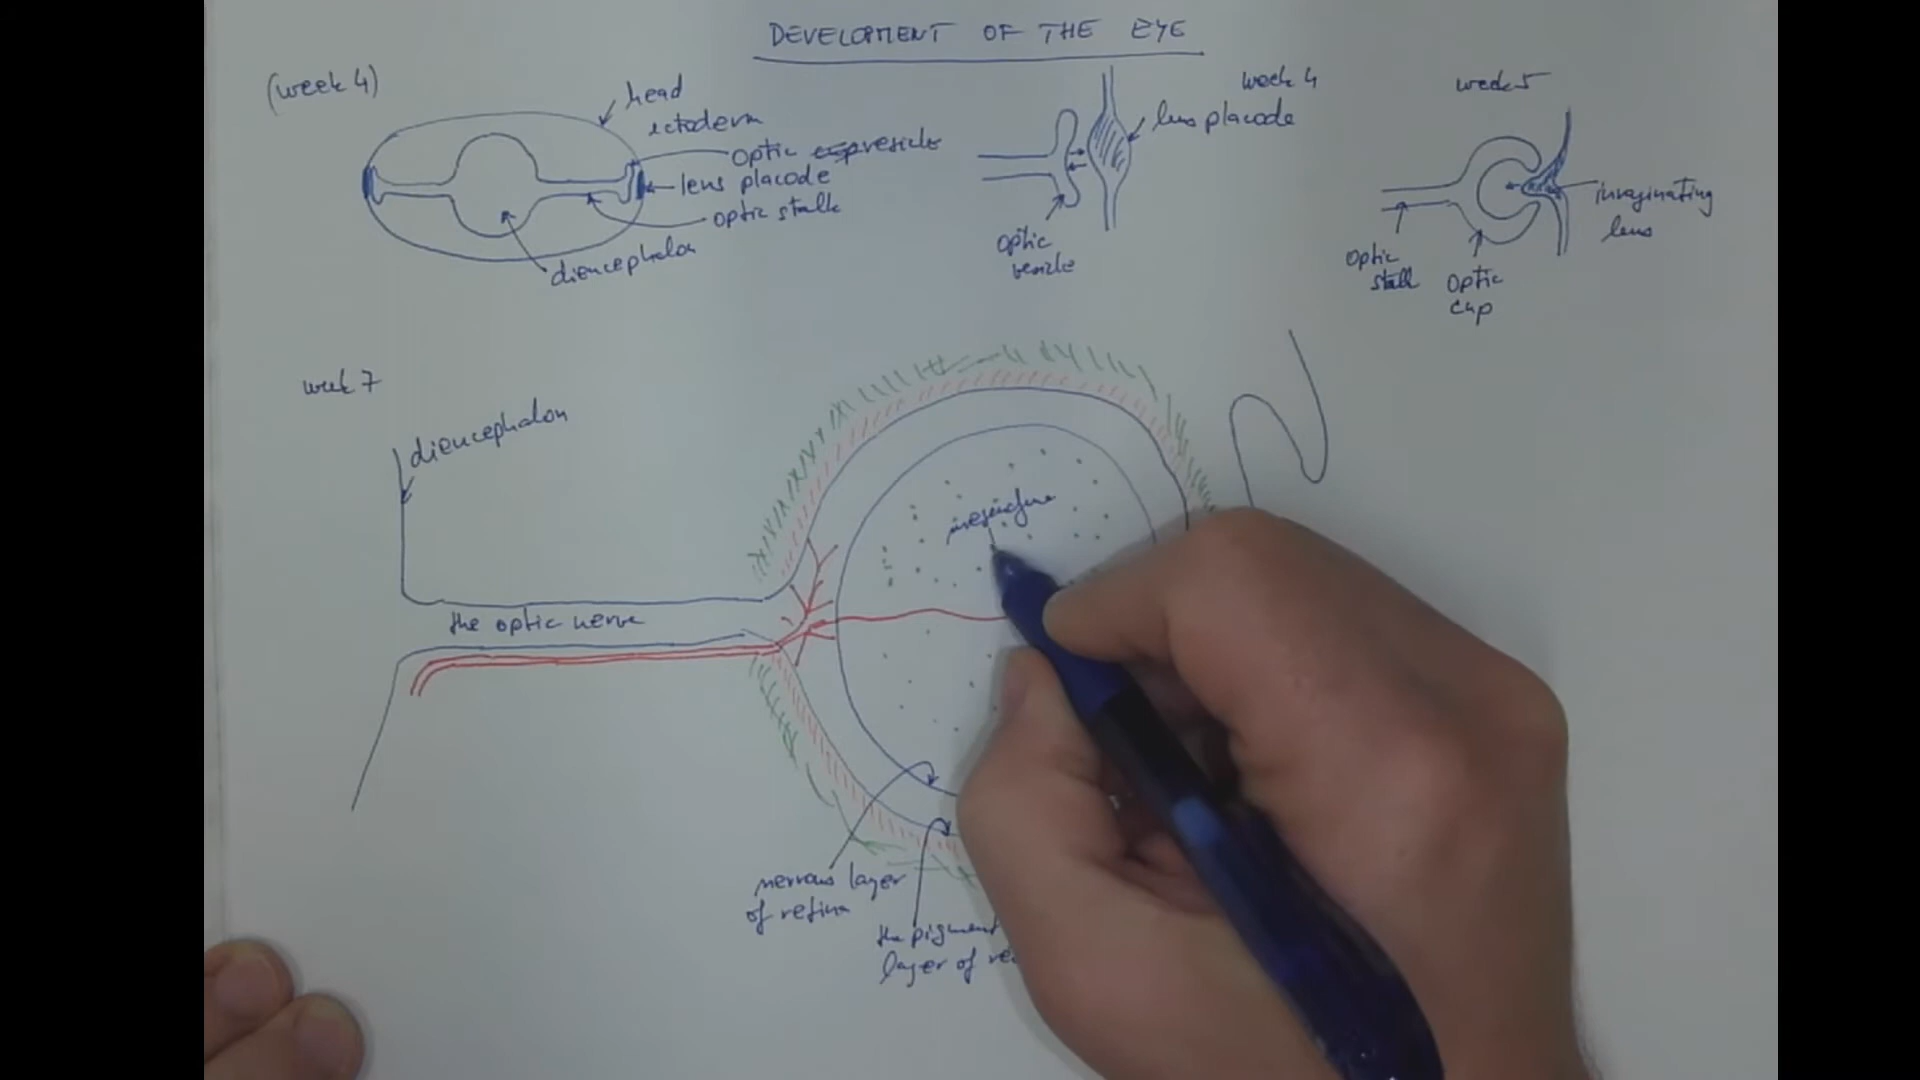 DEVELOPMENT OF THE EYE
(week 4)
head
ectoderm
optic vesicle
lens placode
optic stalk
diencephalon
week 4
lens placode
optic
vesicle
week 5
invaginating
lens
optic
stalk
optic
cup
week 7
diencephalon
the optic nerve
nervous layer
of retina
the pigment
layer of